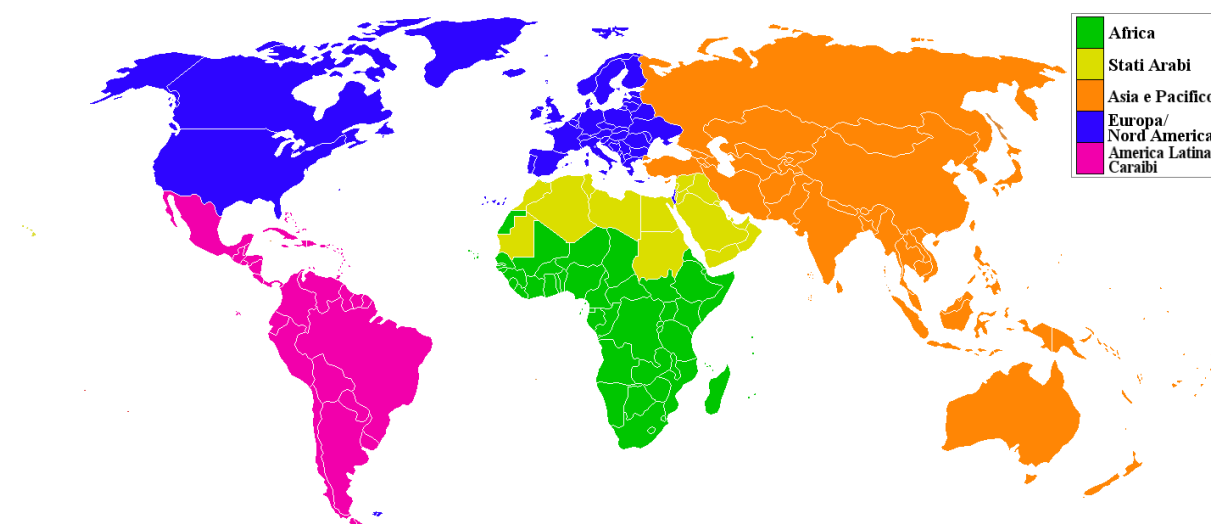 Africa
Stati Arabi
Asia e Pacifico
Europa/
Nord America
America Latina
Caraibi